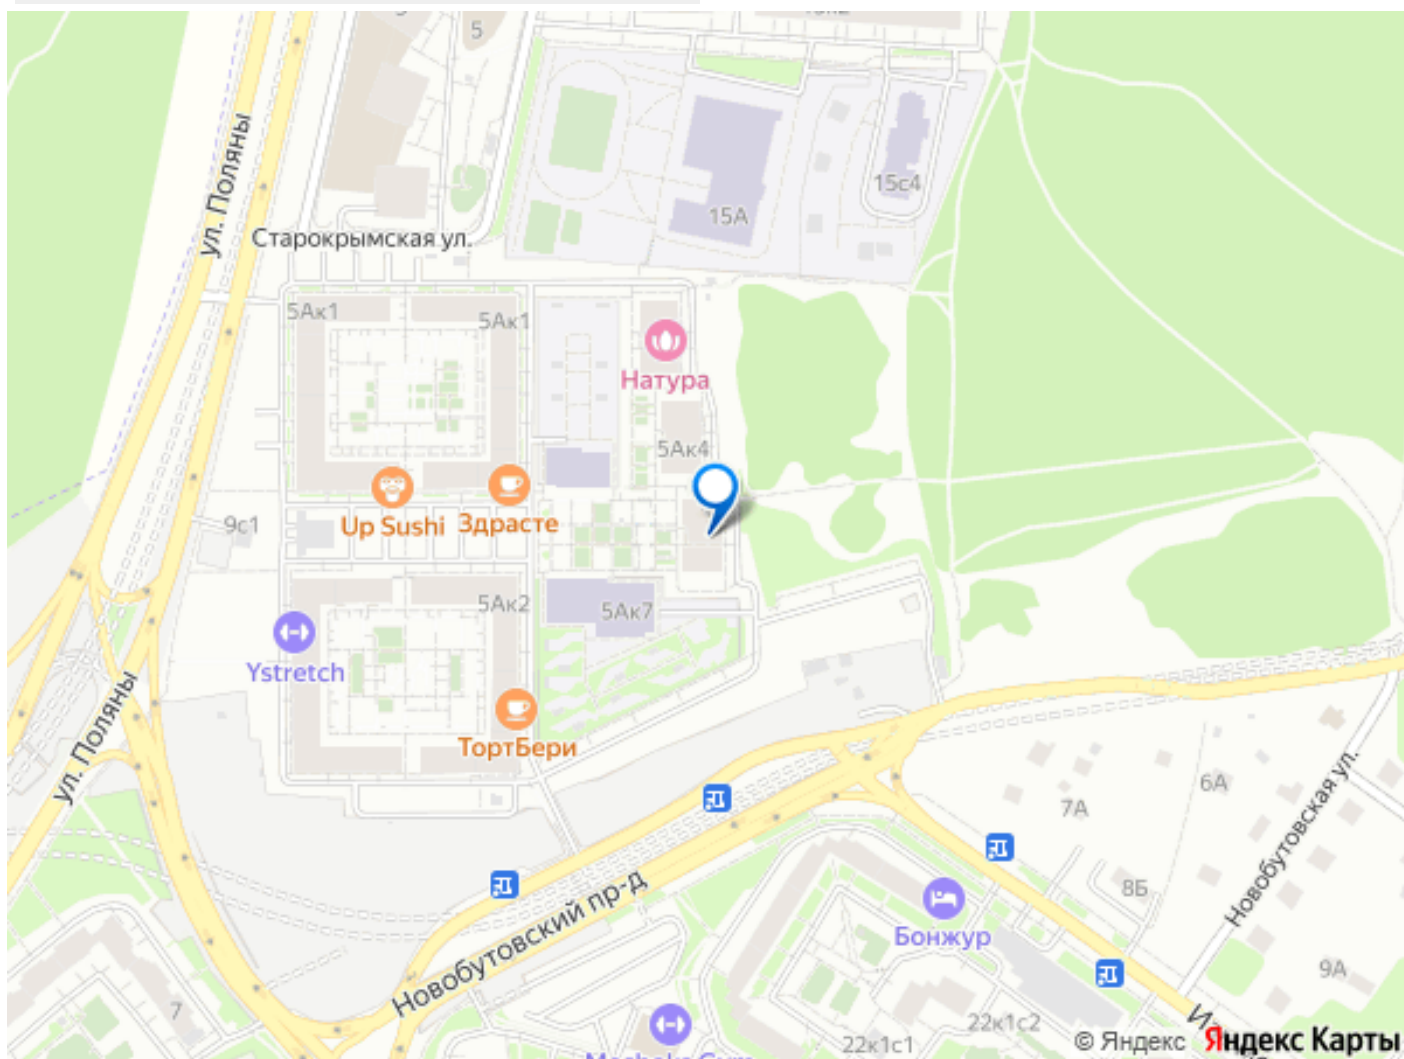 5
ул. Поляны
15с4
15А
Старокрымская ул.
5Ак1
5Ак1
Натура
5Ак4
Up Sushi
Здрасте
9с1
5Ак2
5Ак7
Ystretch
ул. Поляны
ТортБери
6А
7А
Новобутовская ул.
8Б
Новобутовский пр-д
Бонжур
9А
7
22к1с2
22к1с1
© Яндекс Яндекс Карты